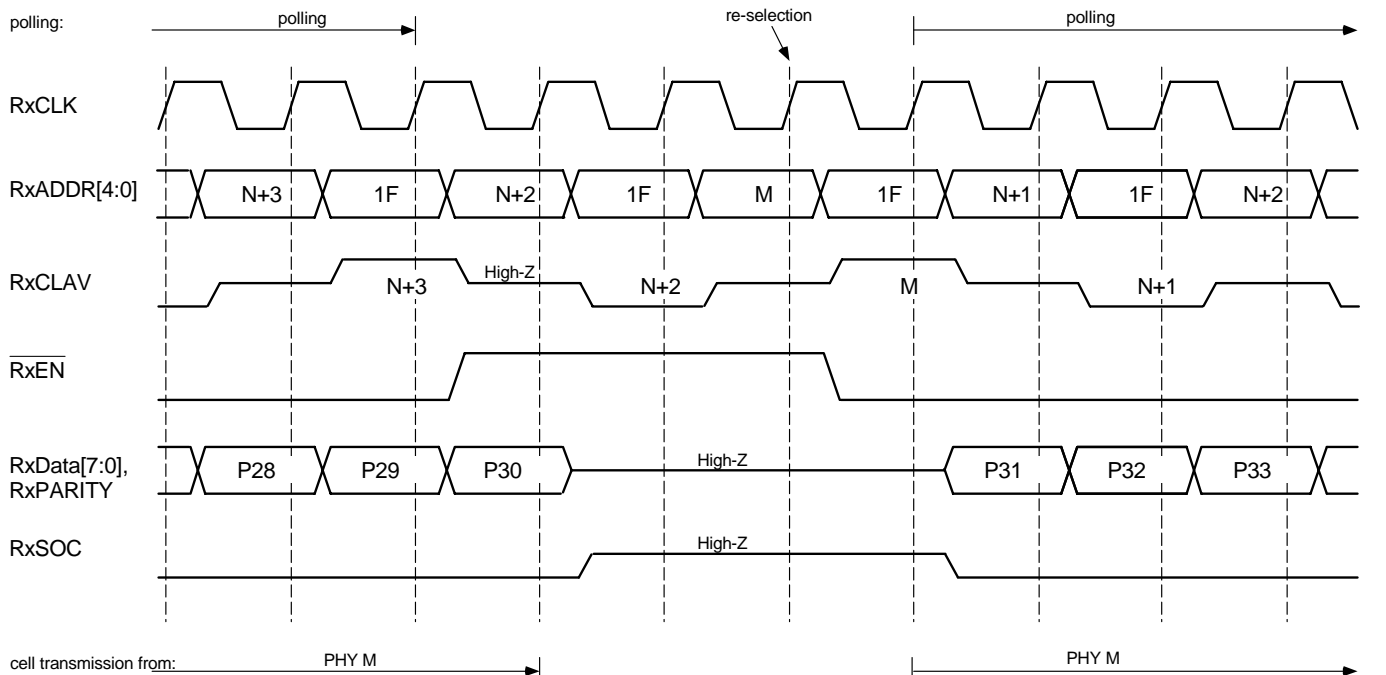 polling: polling re-selection polling
RxCLK
RxADDR[4:0] N+3 1F N+2 1F M 1F N+1 1F N+2
RxCLAV N+3 High-Z N+2 M N+1
RxEN
RxData[7:0], RxPARITY P28 P29 P30 High-Z P31 P32 P33
RxSOC High-Z
cell transmission from: PHY M PHY M